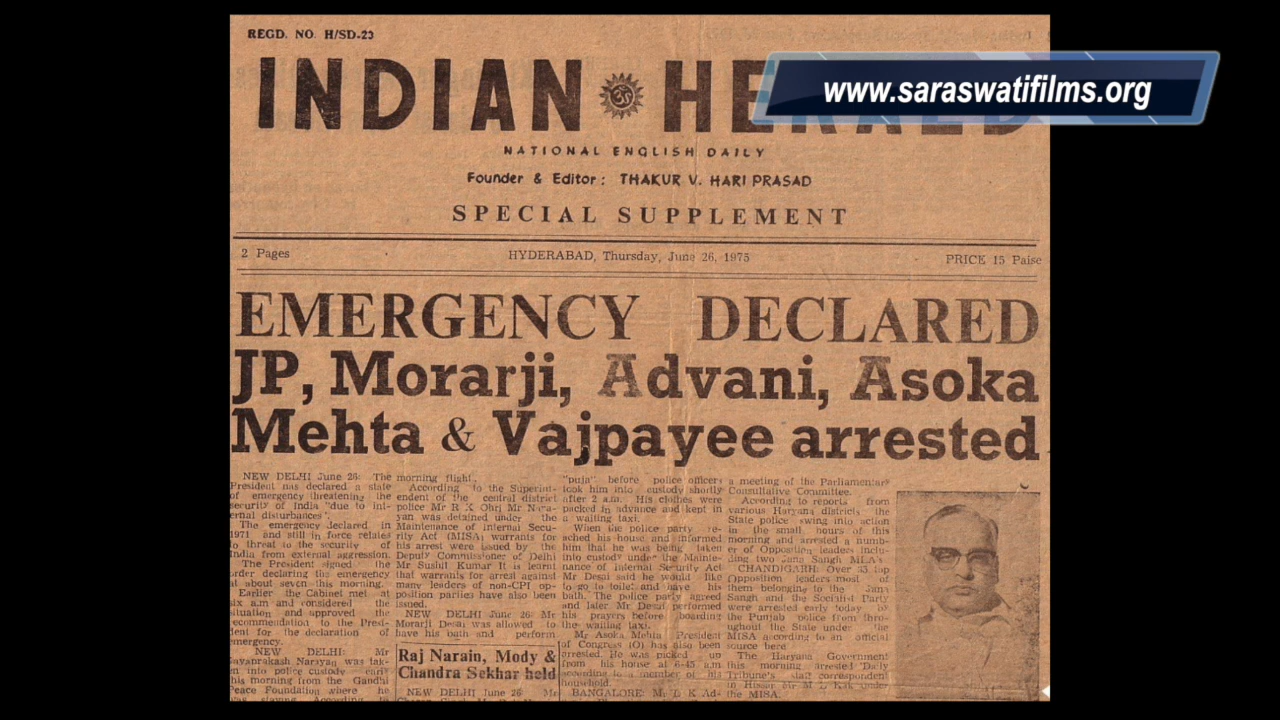 REGD. NO. H/SD-23
www.saraswatifilms.org
INDIAN HERALD
NATIONAL ENGLISH DAILY
Founder & Editor : THAKUR V. HARI PRASAD
SPECIAL SUPPLEMENT
2 Pages
HYDERABAD, Thursday, June 26, 1975
PRICE 15 Paise
EMERGENCY DECLARED
JP, Morarji, Advani, Asoka
Mehta & Vajpayee arrested
NEW DELHI June 26: The
President has declared a state
of emergency threatening the
security of India "due to int-
ernal disturbances".
The emergency declared in
1971 and still in force relates
to threat to the security of
India from external aggression.
The President signed the
order declaring the emergency
at about seven this morning.
Earlier the Cabinet met at
six a.m and considered the
situation and approved the
recommendation to the Presi-
dent for the declaration of
emergency.
NEW DELHI: Mr
Jayanrakash Narayan was tak-
en into police custody early
this morning from the Gandhi
Peace Foundation where he
was staying According to
morning flight.
According to the Superint-
endent of the central district
police Mr R K Ohri Mr Nara-
yan was detained under the
Maintenance of Internal Secu-
rity Act (MISA) warrants for
his arrest were issued by the
Deputy Commissioner of Delhi
Mr Sushil Kumar It is learnt
that warrants for arrest against
many leaders of non-CPI op-
position parties have also been
issued.
NEW DELHI June 26: Mr
Morarji Desai was allowed to
have his bath and perform
Raj Narain, Mody &
Chandra Sekhar held
NEW DELHI June 26: Mr
"puja" before police officers
took him into custody shortly
after 2 a.m. His clothes were
packed in advance and kept in
a waiting taxi.
When the police party re-
ached his house and informed
him that he was being taken
into custody under the Mainte-
nance of Internal Security Act
Mr Desai said he would like
to go to toilet and have his
bath. The police party agreed
and later Mr Desai performed
his prayers before boarding
the waiting taxi.
Mr Asoka Mehta President
of Congress (O) has also been
arrested. He was picked up
from his house at 6-45 a.m
according to a member of his
household.
BANGALORE: Mr L K Ad-
a meeting of the Parliamentary
Consultative Committee.
According to reports from
various Haryana districts the
State police swung into action
in the small hours of this
morning and arrested a numb-
er of Opposition leaders inclu-
ding two Jana Sangh MLA's
CHANDIGARH: Over 35 top
Opposition leaders most of
them belonging to the Jana
Sangh and the Socialist Party
were arrested early today by
the Punjab police from thro-
ughout the State under the
MISA according to an official
source here
The Haryana Government
this morning arrested 'Daily
Tribune's' staff correspondent
in Hissar Mr M L Kak under
the MISA.